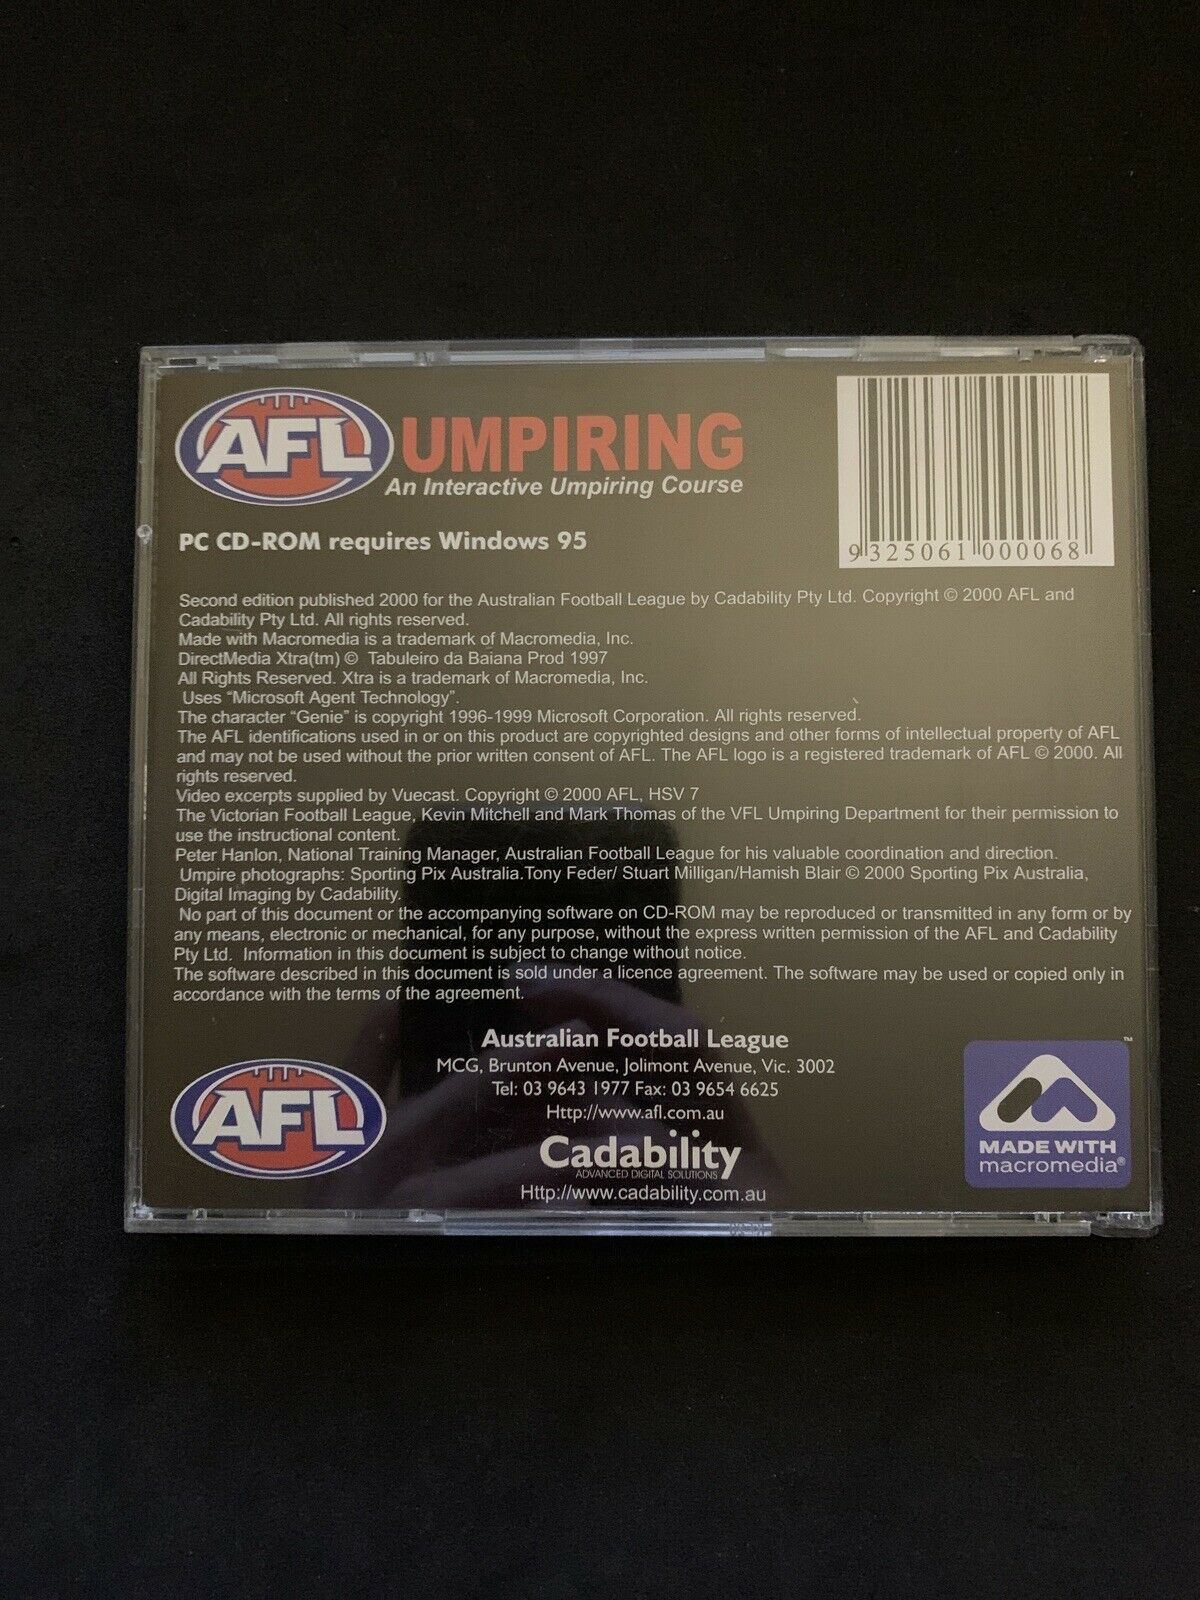 AFL UMPIRING
An Interactive Umpiring Course
PC CD-ROM requires Windows 95
9 325061 000068
Second edition published 2000 for the Australian Football League by Cadability Pty Ltd. Copyright © 2000 AFL and
Cadability Pty Ltd. All rights reserved.
Made with Macromedia is a trademark of Macromedia, Inc.
DirectMedia Xtra(tm) © Tabuleiro da Baiana Prod 1997
All Rights Reserved. Xtra is a trademark of Macromedia, Inc.
Uses “Microsoft Agent Technology”.
The character “Genie” is copyright 1996-1999 Microsoft Corporation. All rights reserved.
The AFL identifications used in or on this product are copyrighted designs and other forms of intellectual property of AFL
and may not be used without the prior written consent of AFL. The AFL logo is a registered trademark of AFL © 2000. All
rights reserved.
Video excerpts supplied by Vuecast. Copyright © 2000 AFL, HSV 7
The Victorian Football League, Kevin Mitchell and Mark Thomas of the VFL Umpiring Department for their permission to
use the instructional content.
Peter Hanlon, National Training Manager, Australian Football League for his valuable coordination and direction.
Umpire photographs: Sporting Pix Australia.Tony Feder/ Stuart Milligan/Hamish Blair © 2000 Sporting Pix Australia,
Digital Imaging by Cadability.
No part of this document or the accompanying software on CD-ROM may be reproduced or transmitted in any form or by
any means, electronic or mechanical, for any purpose, without the express written permission of the AFL and Cadability
Pty Ltd. Information in this document is subject to change without notice.
The software described in this document is sold under a licence agreement. The software may be used or copied only in
accordance with the terms of the agreement.
Australian Football League
MCG, Brunton Avenue, Jolimont Avenue, Vic. 3002
Tel: 03 9643 1977 Fax: 03 9654 6625
Http://www.afl.com.au
Cadability
ADVANCED DIGITAL SOLUTIONS
Http://www.cadability.com.au
AFL
™
MADE WITH
macromedia®